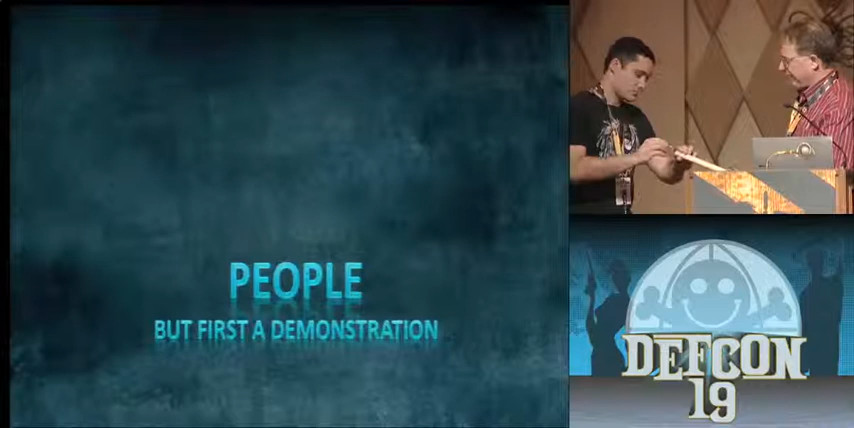 PEOPLE
BUT FIRST A DEMONSTRATION
DEFCON
19